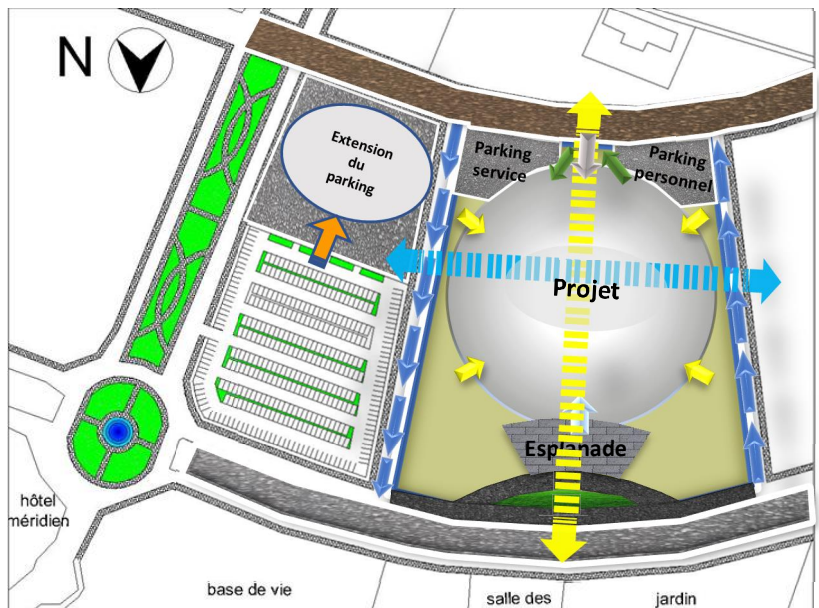 N
Extension
du
parking
Parking
service
Parking
personnel
Projet
Esplanade
hôtel
méridien
base de vie
salle des
jardin